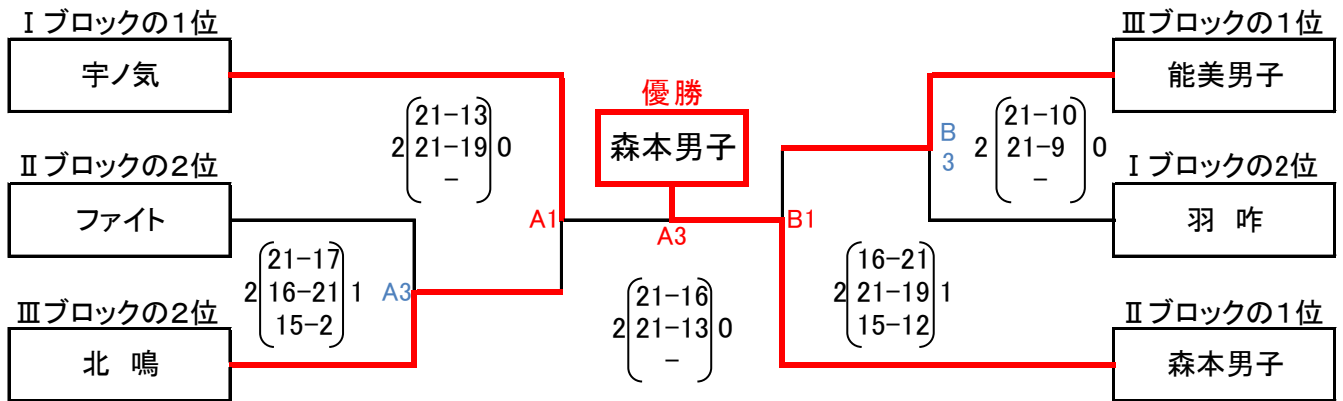 Ⅰブロックの１位
宇ノ気
Ⅱブロックの２位
ファイト
Ⅲブロックの２位
北 鳴
21-13
2 21-19 0
-
A1
21-17
2 16-21 1
15-2
A3
優勝
森本男子
A3
21-16
2 21-13 0
-
B1
16-21
2 21-19 1
15-12
B
3
21-10
2 21-9 0
-
Ⅲブロックの１位
能美男子
Ⅰブロックの2位
羽 咋
Ⅱブロックの１位
森本男子